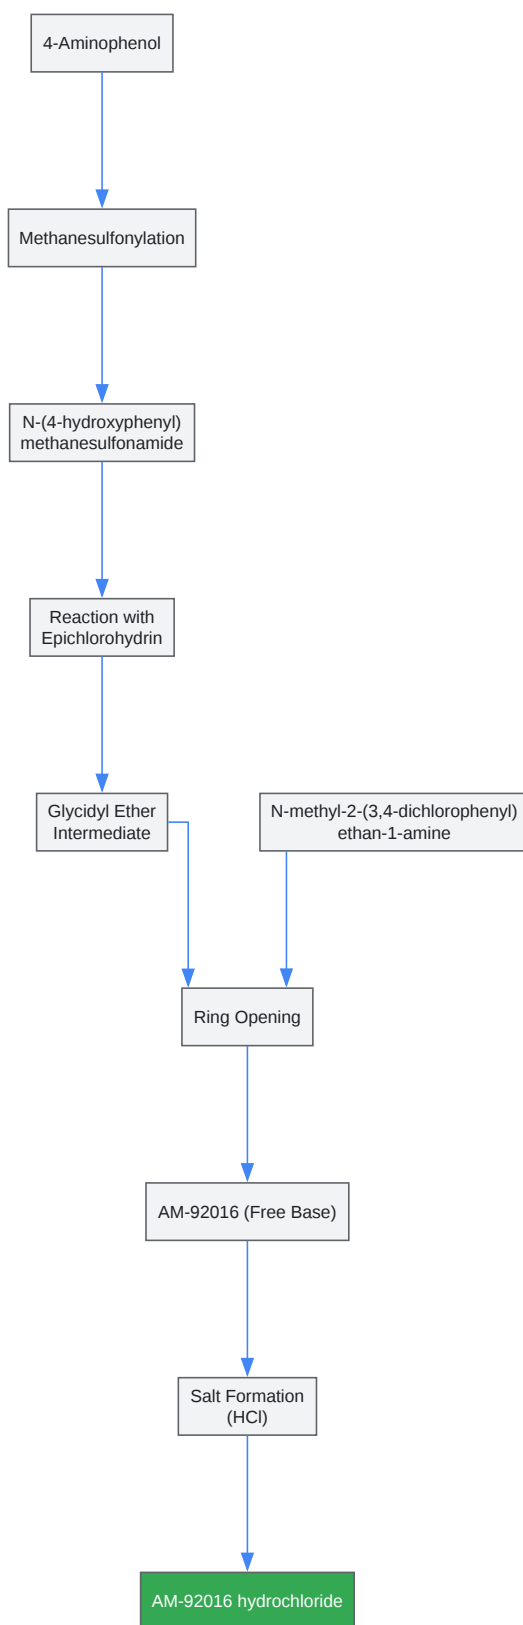 4-Aminophenol
Methanesulfonylation
N-(4-hydroxyphenyl)
methanesulfonamide
Reaction with
Epichlorohydrin
Glycidyl Ether
Intermediate
N-methyl-2-(3,4-dichlorophenyl)
ethan-1-amine
Ring Opening
AM-92016 (Free Base)
Salt Formation
(HCl)
AM-92016 hydrochloride